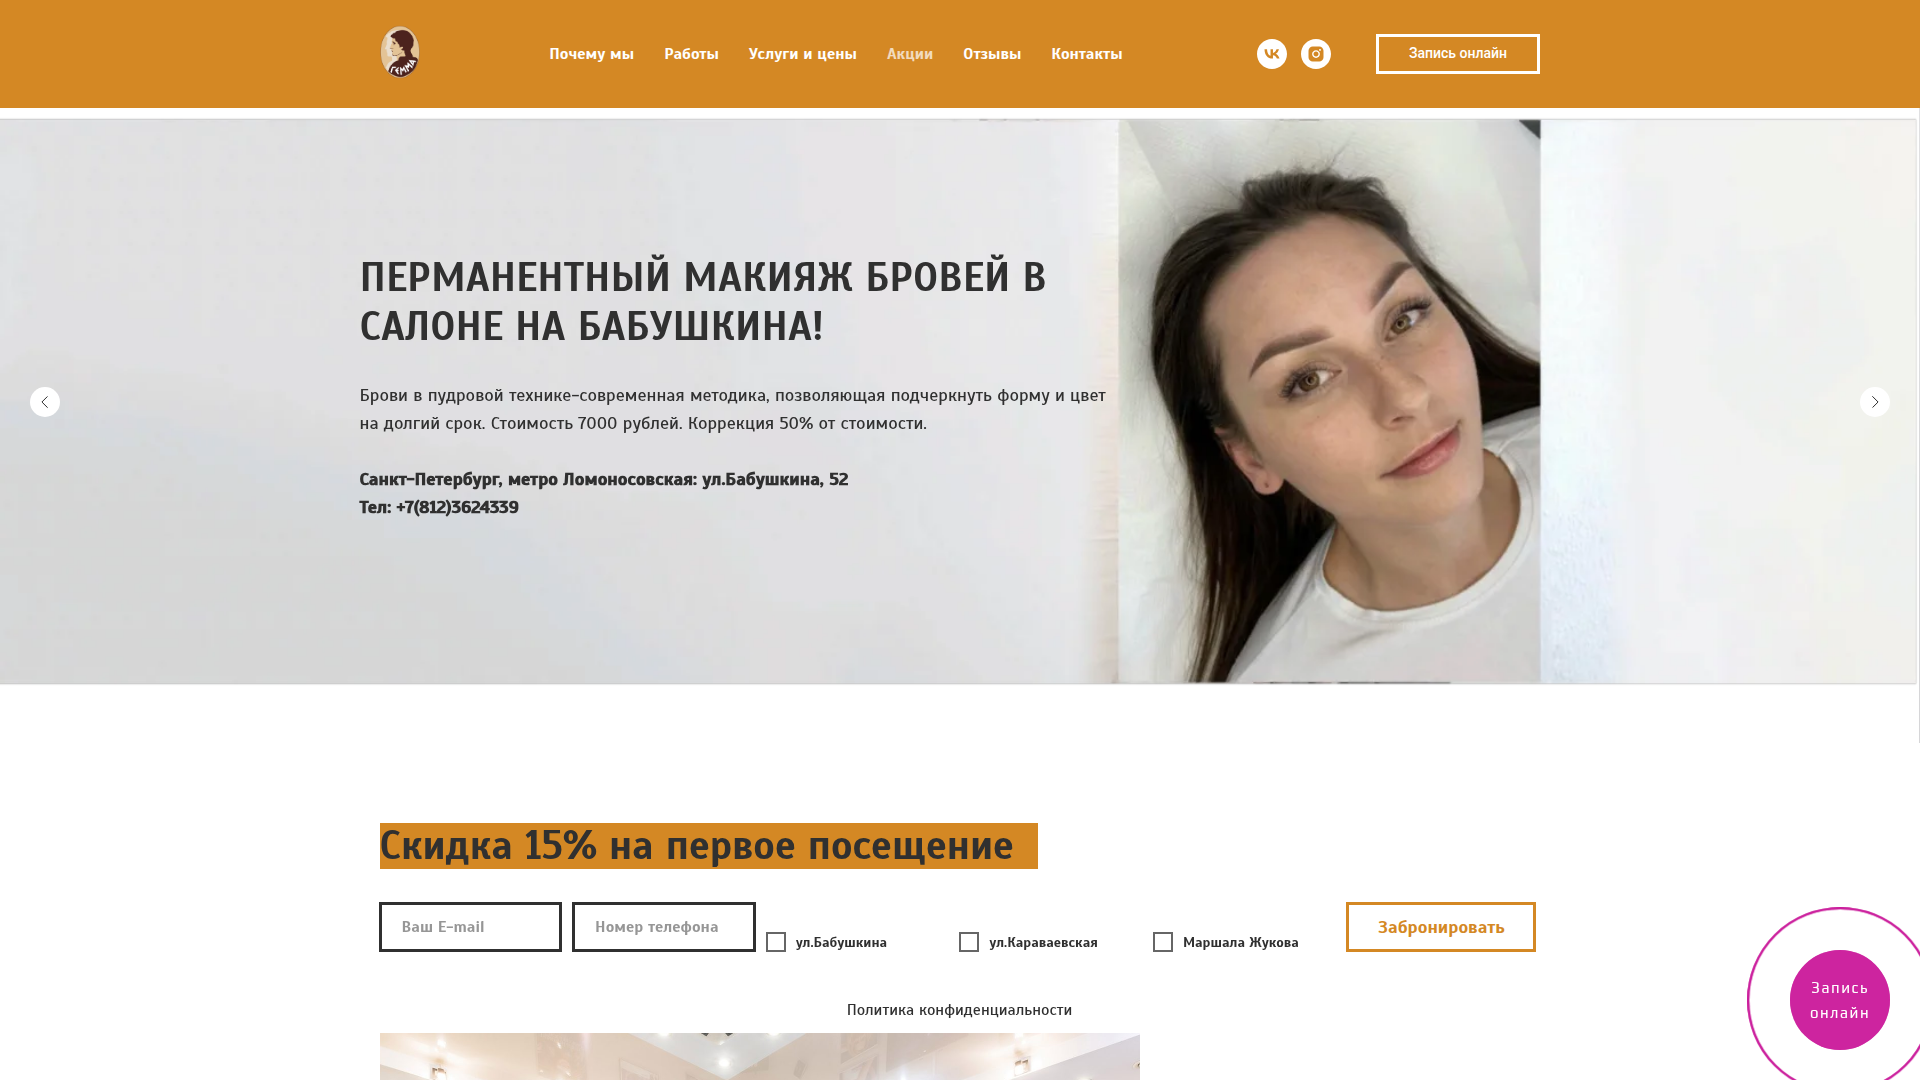 ГЕММА
Почему мы
Работы
Услуги и цены
Акции
Отзывы
Контакты
Запись онлайн
ПЕРМАНЕНТНЫЙ МАКИЯЖ БРОВЕЙ В
САЛОНЕ НА БАБУШКИНА!
Брови в пудровой технике-современная методика, позволяющая подчеркнуть форму и цвет
на долгий срок. Стоимость 7000 рублей. Коррекция 50% от стоимости.
Санкт-Петербург, метро Ломоносовская: ул.Бабушкина, 52
Тел: +7(812)3624339
Скидка 15% на первое посещение
Ваш E-mail
Номер телефона
ул.Бабушкина
ул.Караваевская
Маршала Жукова
Забронировать
Запись
онлайн
Политика конфиденциальности